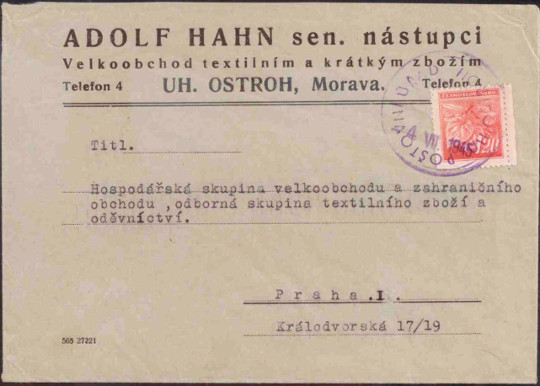 ADOLF HAHN sen. nástupci
Velkoobchod textilním a krátkým zbožím
Telefon 4 UH. OSTROH, Morava. Telefon 4
Titl.
Hospodářská skupina velkoobchodu a zahraničního
obchodu ,odborná skupina textilního zboží a
oděvnictví.
Praha.I.
Králodvorská 17/19
565 27221